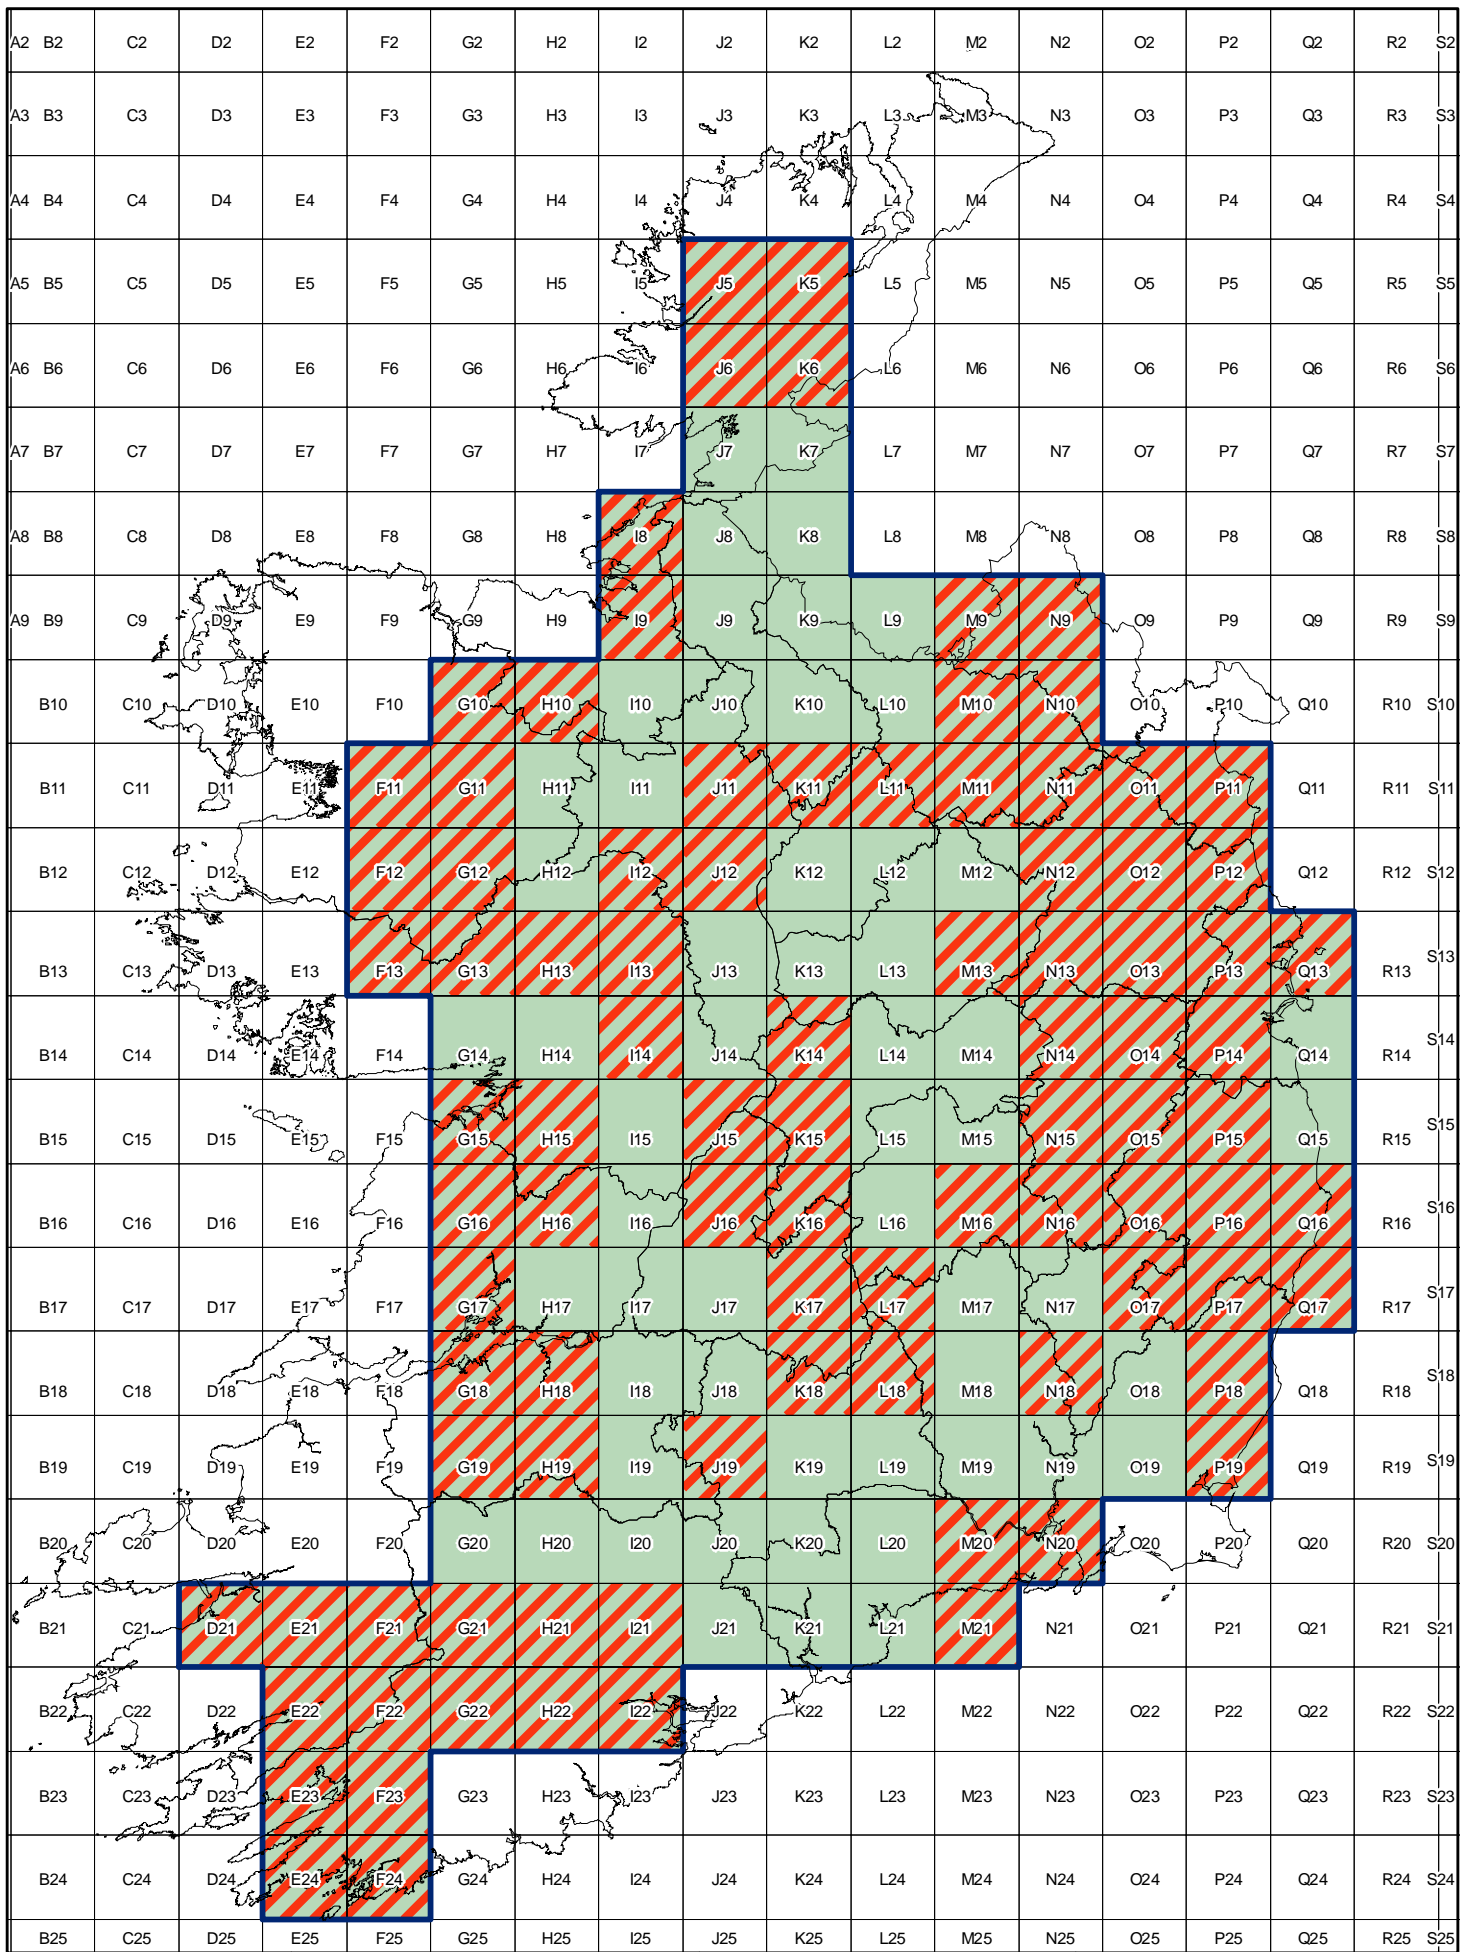 A2 B2 C2 D2 E2 F2 G2 H2 I2 J2 K2 L2 M2 N2 O2 P2 Q2 R2 S2
A3 B3 C3 D3 E3 F3 G3 H3 I3 J3 K3 L3 M3 N3 O3 P3 Q3 R3 S3
A4 B4 C4 D4 E4 F4 G4 H4 I4 J4 K4 L4 M4 N4 O4 P4 Q4 R4 S4
A5 B5 C5 D5 E5 F5 G5 H5 I5 J5 K5 L5 M5 N5 O5 P5 Q5 R5 S5
A6 B6 C6 D6 E6 F6 G6 H6 I6 J6 K6 L6 M6 N6 O6 P6 Q6 R6 S6
A7 B7 C7 D7 E7 F7 G7 H7 I7 J7 K7 L7 M7 N7 O7 P7 Q7 R7 S7
A8 B8 C8 D8 E8 F8 G8 H8 I8 J8 K8 L8 M8 N8 O8 P8 Q8 R8 S8
A9 B9 C9 D9 E9 F9 G9 H9 I9 J9 K9 L9 M9 N9 O9 P9 Q9 R9 S9
B10 C10 D10 E10 F10 G10 H10 I10 J10 K10 L10 M10 N10 O10 P10 Q10 R10 S10
B11 C11 D11 E11 F11 G11 H11 I11 J11 K11 L11 M11 N11 O11 P11 Q11 R11 S11
B12 C12 D12 E12 F12 G12 H12 I12 J12 K12 L12 M12 N12 O12 P12 Q12 R12 S12
B13 C13 D13 E13 F13 G13 H13 I13 J13 K13 L13 M13 N13 O13 P13 Q13 R13 S13
B14 C14 D14 E14 F14 G14 H14 I14 J14 K14 L14 M14 N14 O14 P14 Q14 R14 S14
B15 C15 D15 E15 F15 G15 H15 I15 J15 K15 L15 M15 N15 O15 P15 Q15 R15 S15
B16 C16 D16 E16 F16 G16 H16 I16 J16 K16 L16 M16 N16 O16 P16 Q16 R16 S16
B17 C17 D17 E17 F17 G17 H17 I17 J17 K17 L17 M17 N17 O17 P17 Q17 R17 S17
B18 C18 D18 E18 F18 G18 H18 I18 J18 K18 L18 M18 N18 O18 P18 Q18 R18 S18
B19 C19 D19 E19 F19 G19 H19 I19 J19 K19 L19 M19 N19 O19 P19 Q19 R19 S19
B20 C20 D20 E20 F20 G20 H20 I20 J20 K20 L20 M20 N20 O20 P20 Q20 R20 S20
B21 C21 D21 E21 F21 G21 H21 I21 J21 K21 L21 M21 N21 O21 P21 Q21 R21 S21
B22 C22 D22 E22 F22 G22 H22 I22 J22 K22 L22 M22 N22 O22 P22 Q22 R22 S22
B23 C23 D23 E23 F23 G23 H23 I23 J23 K23 L23 M23 N23 O23 P23 Q23 R23 S23
B24 C24 D24 E24 F24 G24 H24 I24 J24 K24 L24 M24 N24 O24 P24 Q24 R24 S24
B25 C25 D25 E25 F25 G25 H25 I25 J25 K25 L25 M25 N25 O25 P25 Q25 R25 S25